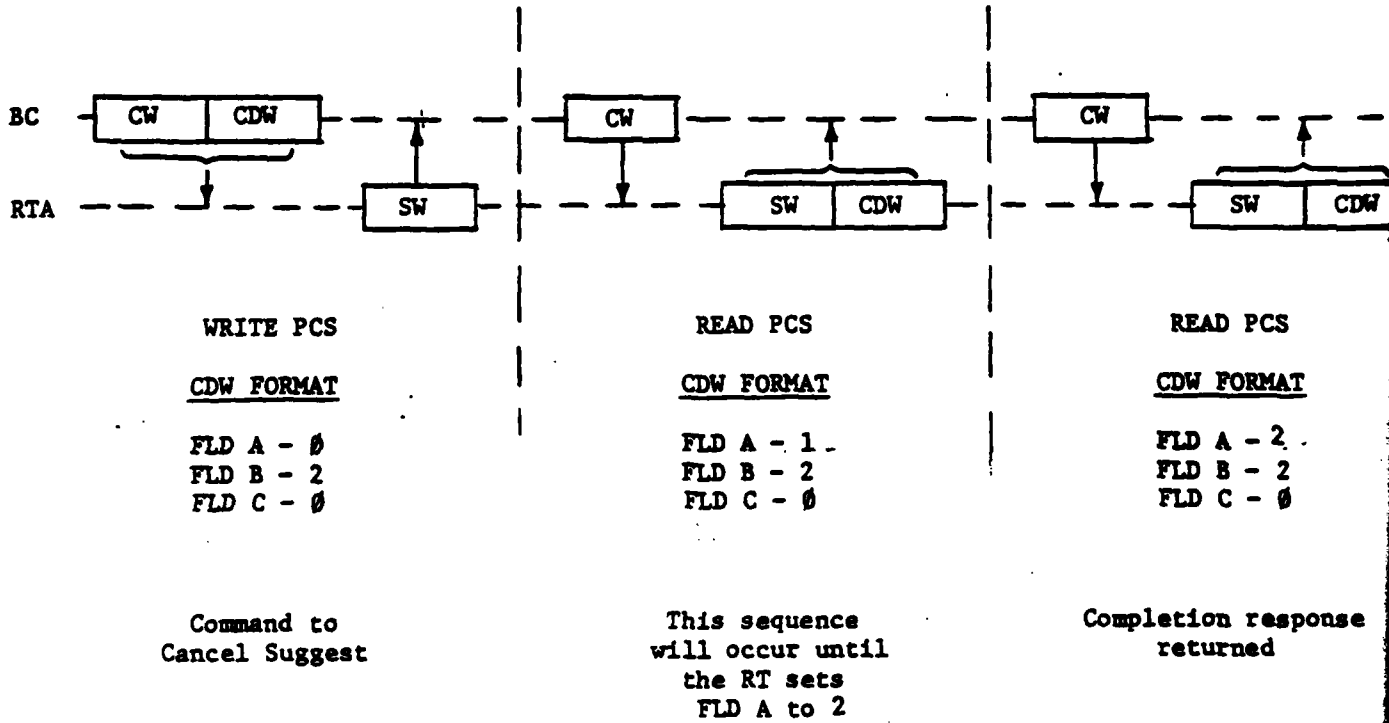 BC CW CDW CW CW
RTA SW SW CDW SW CDW
WRITE PCS
CDW FORMAT
FLD A - Ø
FLD B - 2
FLD C - Ø
Command to
Cancel Suggest
READ PCS
CDW FORMAT
FLD A - 1
FLD B - 2
FLD C - Ø
This sequence
will occur until
the RT sets
FLD A to 2
READ PCS
CDW FORMAT
FLD A - 2
FLD B - 2
FLD C - Ø
Completion response
returned